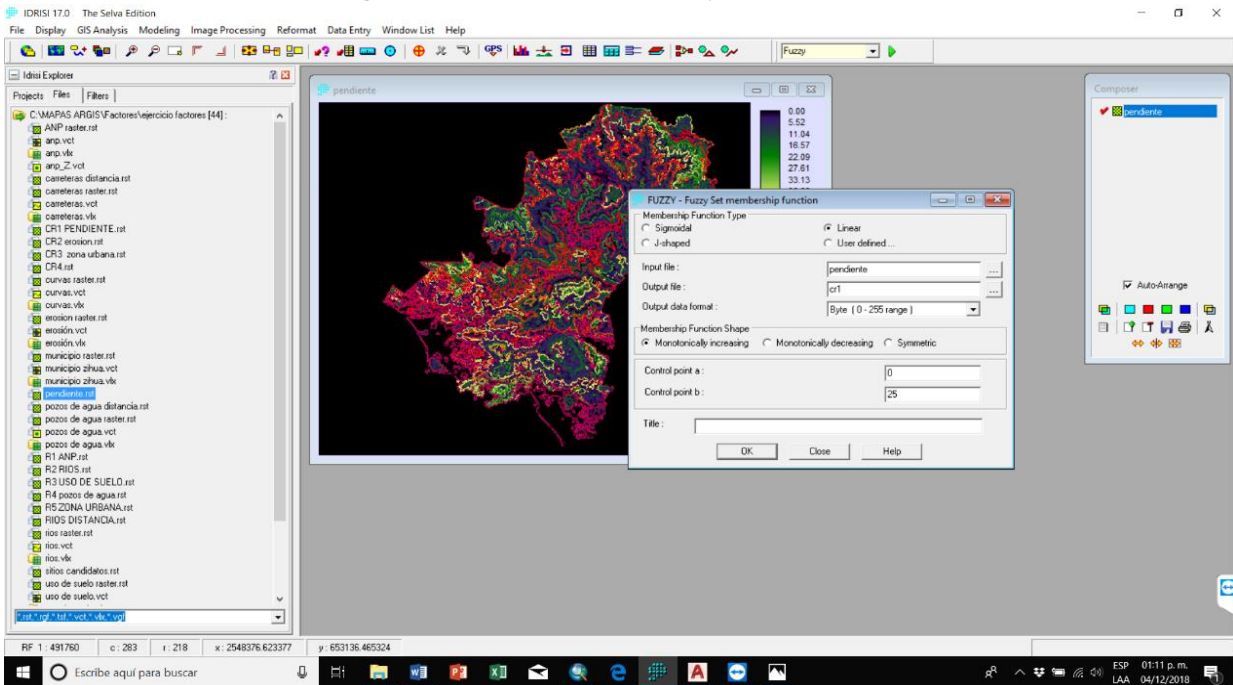 IDRISI 17.0 The Selva Edition
File Display GIS Analysis Modeling Image Processing Reformat Data Entry Window List Help
GPS
Fuzzy
Idrisi Explorer
Projects Files Filters
C:\MAPAS ARGIS\Factores\ejercicio factores [44] :
ANP raster.rst
anp.vct
anp.vlx
anp_Z.vct
carreteras distancia.rst
carreteras raster.rst
carreteras.vct
carreteras.vlx
CR1 PENDIENTE.rst
CR2 erosion.rst
CR3 zona urbana.rst
CR4.rst
curvas raster.rst
curvas.vct
curvas.vlx
erosion raster.rst
erosión.vct
erosión.vlx
municipio raster.rst
municipio zihua.vct
municipio zihua.vlx
pendiente.rst
pozos de agua distancia.rst
pozos de agua raster.rst
pozos de agua.vct
pozos de agua.vlx
R1 ANP.rst
R2 RIOS.rst
R3 USO DE SUELO.rst
R4 pozos de agua.rst
R5 ZONA URBANA.rst
RIOS DISTANCIA.rst
rios raster.rst
rios.vct
rios.vlx
sitios candidatos.rst
uso de suelo raster.rst
uso de suelo.vct
*.rst,*.rgf,*.tsf,*.vct,*.vlx,*.vgf
pendiente
0.00
5.52
11.04
16.57
22.09
27.61
33.13
FUZZY - Fuzzy Set membership function
Membership Function Type
Sigmoidal Linear
J-shaped User defined ...
Input file : pendiente ...
Output file : cr1 ...
Output data format : Byte ( 0 - 255 range )
Membership Function Shape
Monotonically increasing Monotonically decreasing Symmetric
Control point a : 0
Control point b : 25
Title :
OK Close Help
Composer
pendiente
Auto-Arrange
RF 1 : 491760 c : 283 r : 218 x : 2548376.623377 y : 653136.465324
Escribe aquí para buscar
ESP 01:11 p. m.
LAA 04/12/2018